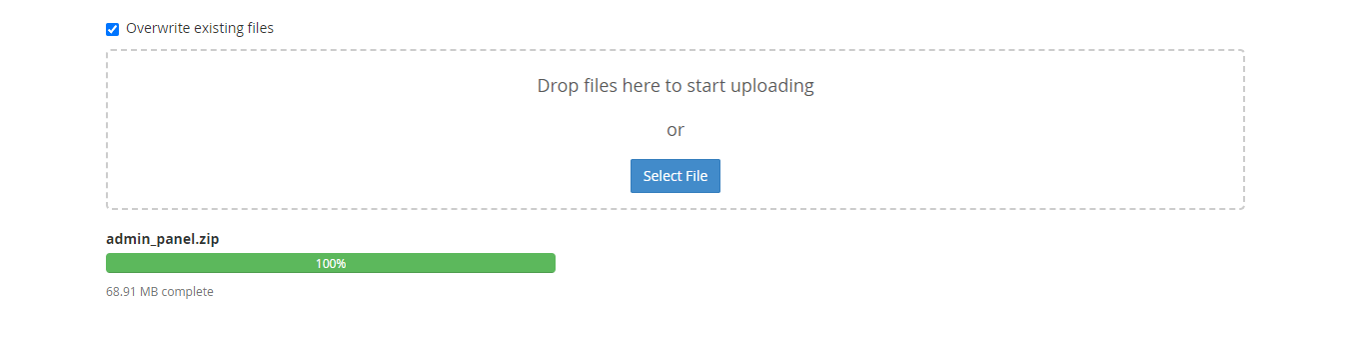 Overwrite existing files
Drop files here to start uploading
or
Select File
admin_panel.zip
100%
68.91 MB complete